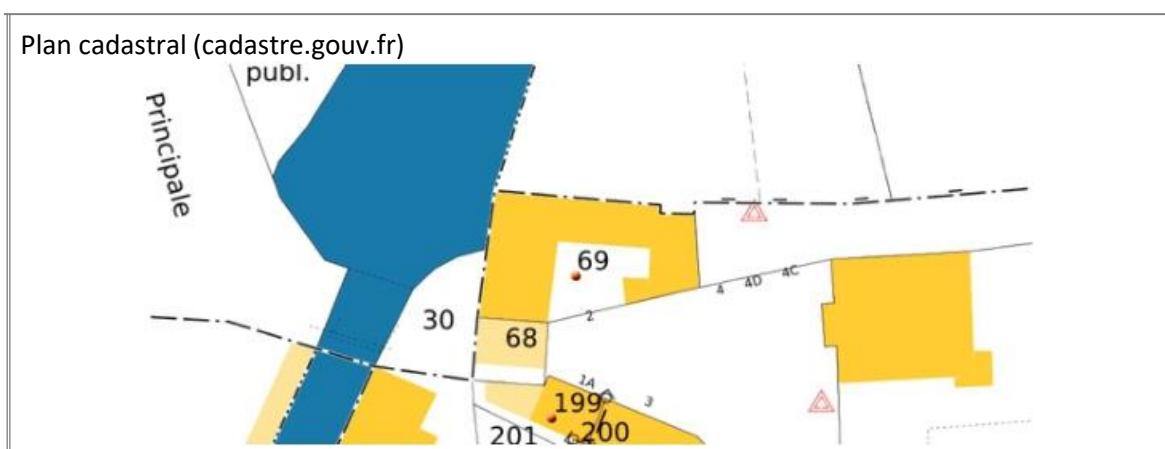 Plan cadastral (cadastre.gouv.fr)
publ.
Principale
69
4C
4D
4
2
30
68
1A
3
199
200
201